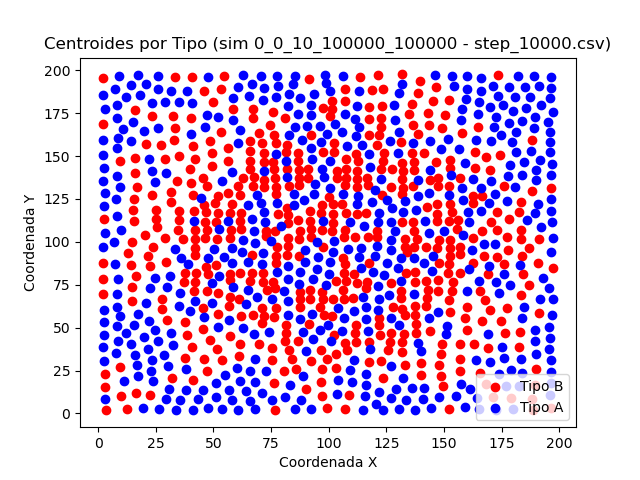 Centroides por Tipo (sim 0_0_10_100000_100000 - step_10000.csv)
Coordenada Y
200
175
150
125
100
75
50
25
0
0 25 50 75 100 125 150 175 200
Coordenada X
Tipo B
Tipo A